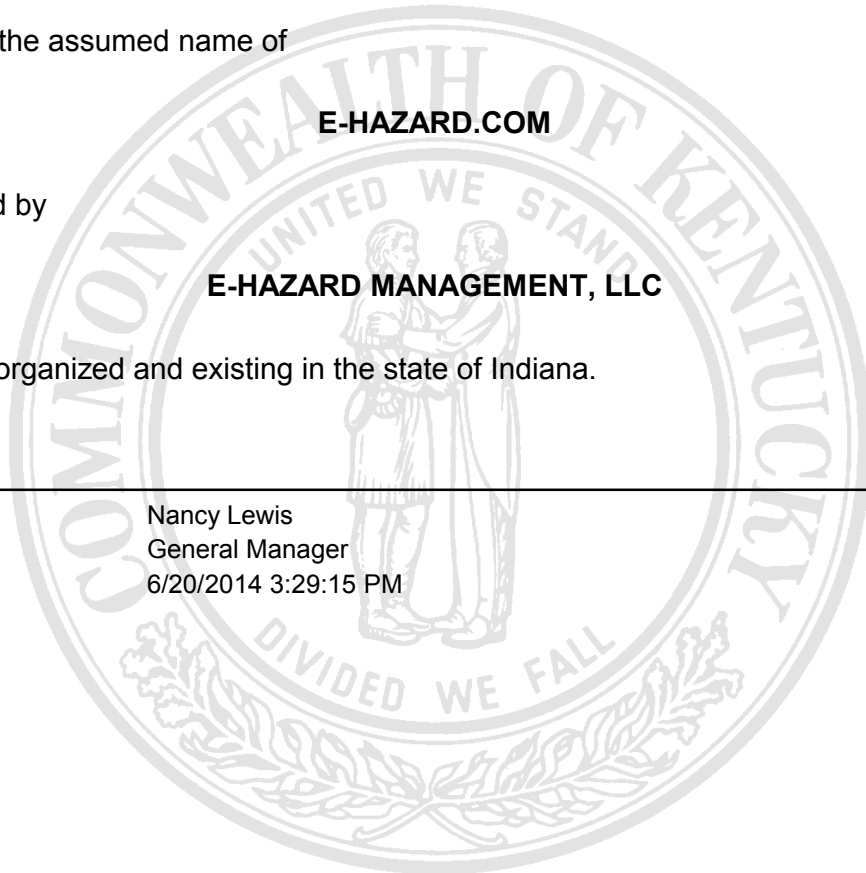 the assumed name of
E-HAZARD.COM
d by
E-HAZARD MANAGEMENT, LLC
organized and existing in the state of Indiana.
Nancy Lewis
General Manager
6/20/2014 3:29:15 PM
COMMONWEALTH OF KENTUCKY
UNITED WE STAND
DIVIDED WE FALL